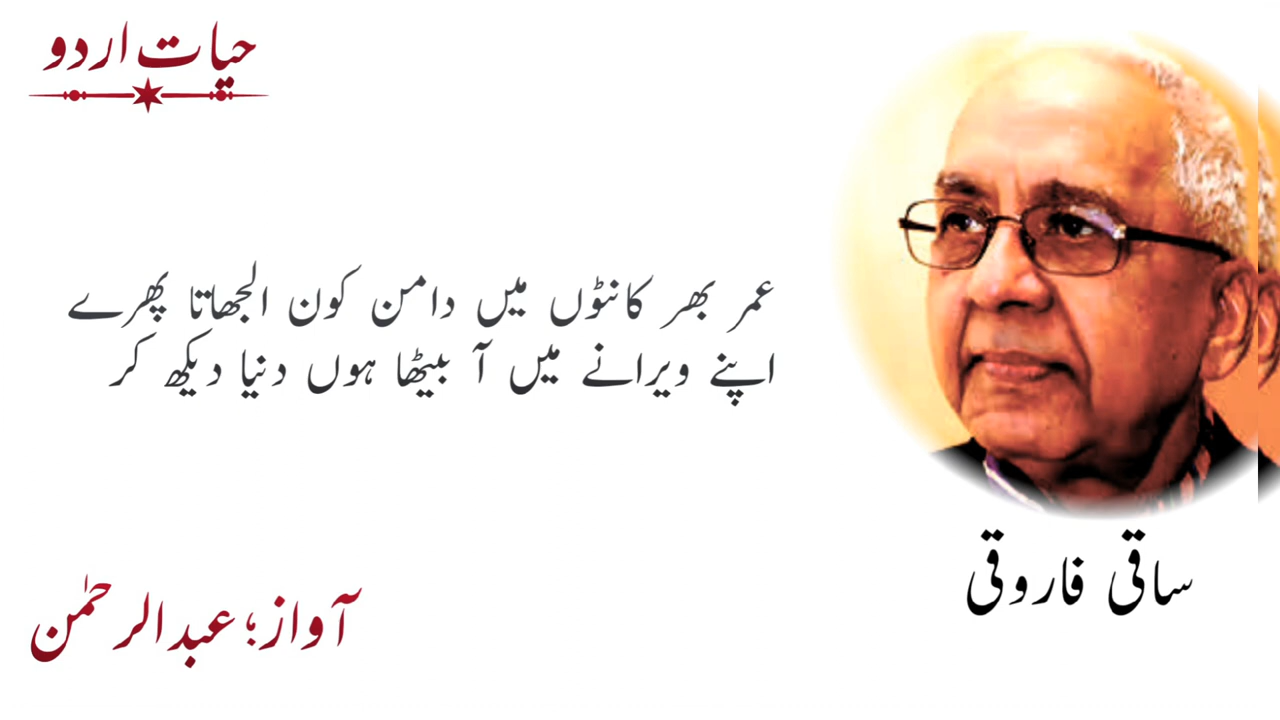 حیات اردو
عمر بھر کانٹوں میں دامن کون الجھاتا پھرے
اپنے ویرانے میں آ بیٹھا ہوں دنیا دیکھ کر
ساقی فاروقی
آواز؛ عبدالرحمٰن